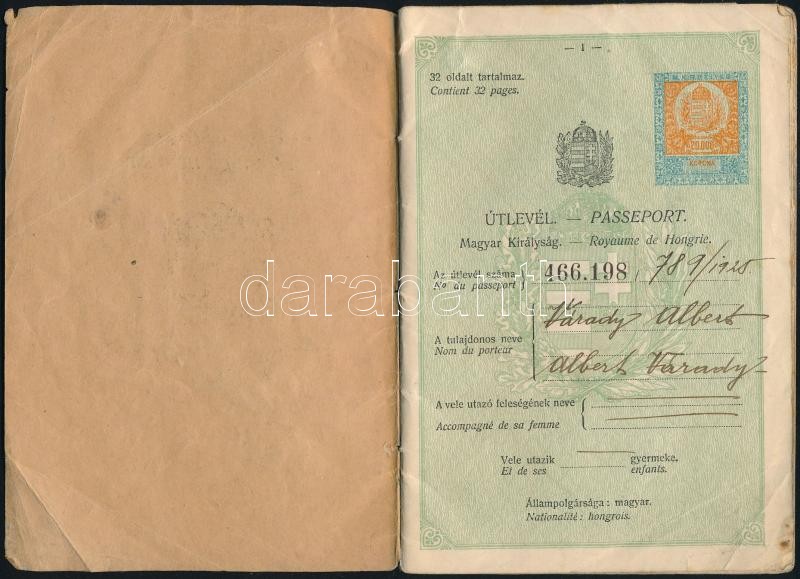 — 1 —
32 oldalt tartalmaz.
Contient 32 pages.
20.000
KORONA
ÚTLEVÉL. — PASSEPORT.
Magyar Királyság. — Royaume de Hongrie.
Az útlevél száma
No du passeport
466.198 / 789/1925
A tulajdonos neve
Nom du porteur
Várady Albert
Albert Várady
A vele utazó feleségének neve
Accompagné de sa femme
Vele utazik gyermeke.
Et de ses enfants.
Állampolgársága : magyar.
Nationalité : hongrois.
darabanth.com